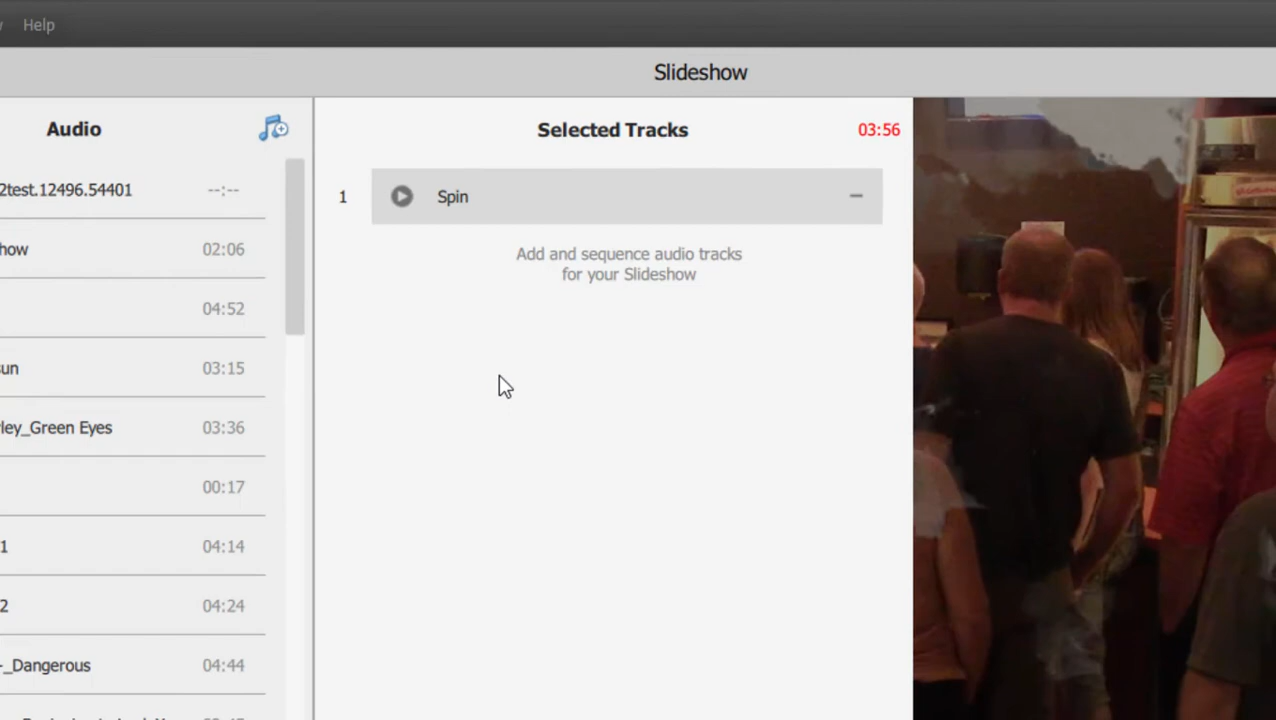 Help
Slideshow
Audio
Selected Tracks
03:56
2test.12496.54401 --:--
how 02:06
04:52
sun 03:15
ley_Green Eyes 03:36
00:17
1 04:14
2 04:24
-_Dangerous 04:44
1 Spin
Add and sequence audio tracks
for your Slideshow